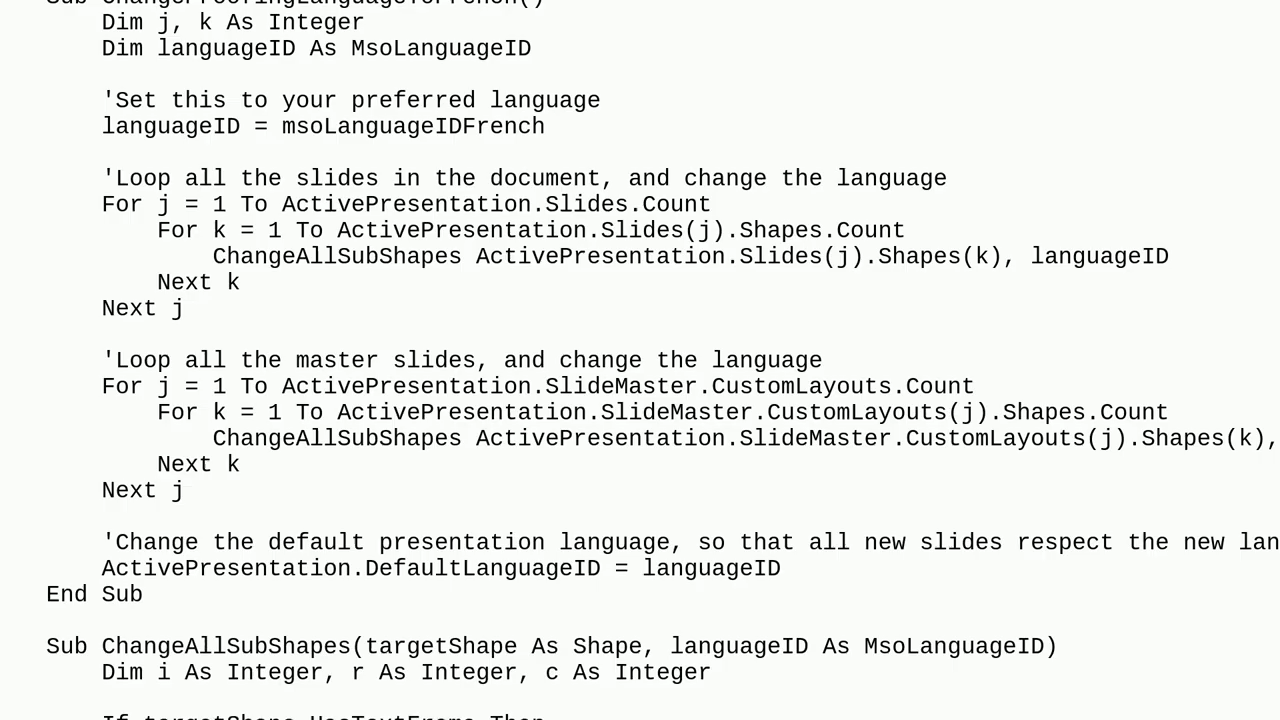 Dim j, k As Integer
Dim languageID As MsoLanguageID
'Set this to your preferred language
languageID = msoLanguageIDFrench
'Loop all the slides in the document, and change the language
For j = 1 To ActivePresentation.Slides.Count
For k = 1 To ActivePresentation.Slides(j).Shapes.Count
ChangeAllSubShapes ActivePresentation.Slides(j).Shapes(k), languageID
Next k
Next j
'Loop all the master slides, and change the language
For j = 1 To ActivePresentation.SlideMaster.CustomLayouts.Count
For k = 1 To ActivePresentation.SlideMaster.CustomLayouts(j).Shapes.Count
ChangeAllSubShapes ActivePresentation.SlideMaster.CustomLayouts(j).Shapes(k),
Next k
Next j
'Change the default presentation language, so that all new slides respect the new lan
ActivePresentation.DefaultLanguageID = languageID
End Sub
Sub ChangeAllSubShapes(targetShape As Shape, languageID As MsoLanguageID)
Dim i As Integer, r As Integer, c As Integer
If targetShape.HasTextFrame Then